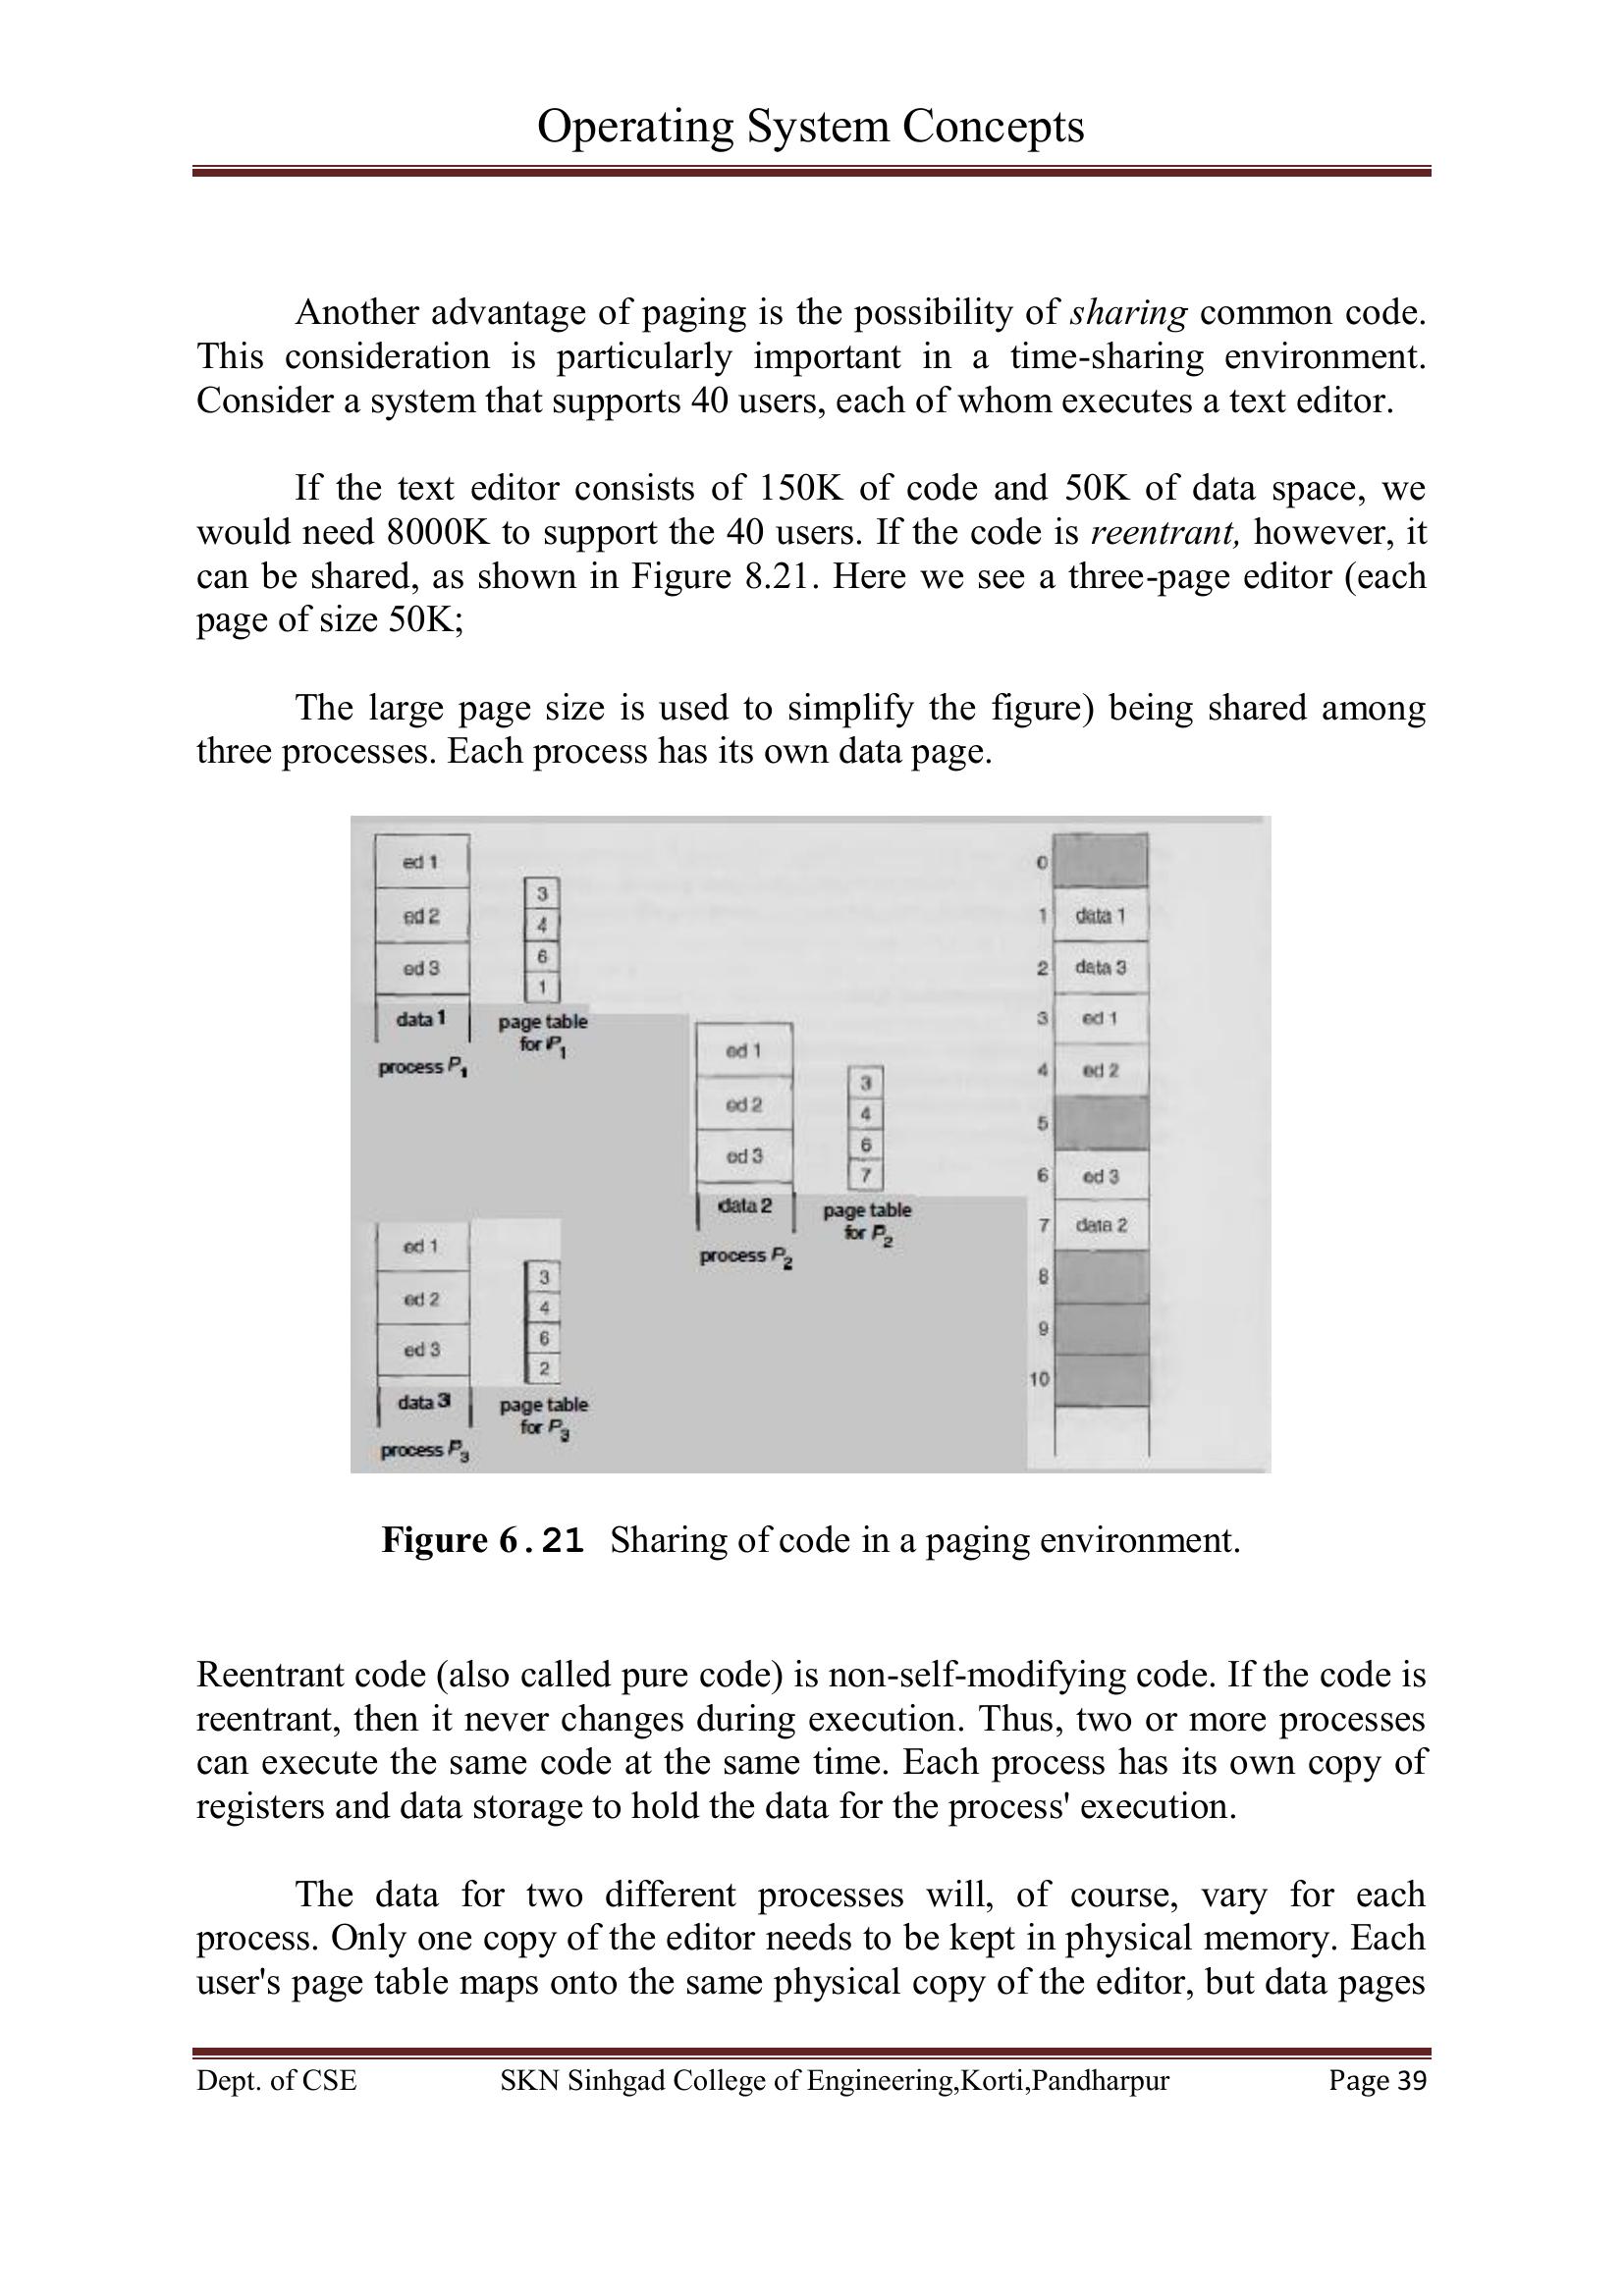 Operating System Concepts
Another advantage of paging is the possibility of sharing common code.
This consideration is particularly important in a time-sharing environment.
Consider a system that supports 40 users, each of whom executes a text editor.
If the text editor consists of 150K of code and 50K of data space, we
would need 8000K to support the 40 users. If the code is reentrant, however, it
can be shared, as shown in Figure 8.21. Here we see a three-page editor (each
page of size 50K;
The large page size is used to simplify the figure) being shared among
three processes. Each process has its own data page.
ed 1
ed 2
ed 3
data 1
process P1
3
4
6
1
page table
for P1
ed 1
ed 2
ed 3
data 2
process P2
3
4
6
7
page table
for P2
ed 1
ed 2
ed 3
data 3
process P3
3
4
6
2
page table
for P3
0
1 data 1
2 data 3
3 ed 1
4 ed 2
5
6 ed 3
7 data 2
8
9
10
Figure 6.21 Sharing of code in a paging environment.
Reentrant code (also called pure code) is non-self-modifying code. If the code is
reentrant, then it never changes during execution. Thus, two or more processes
can execute the same code at the same time. Each process has its own copy of
registers and data storage to hold the data for the process' execution.
The data for two different processes will, of course, vary for each
process. Only one copy of the editor needs to be kept in physical memory. Each
user's page table maps onto the same physical copy of the editor, but data pages
Dept. of CSE SKN Sinhgad College of Engineering,Korti,Pandharpur Page 39